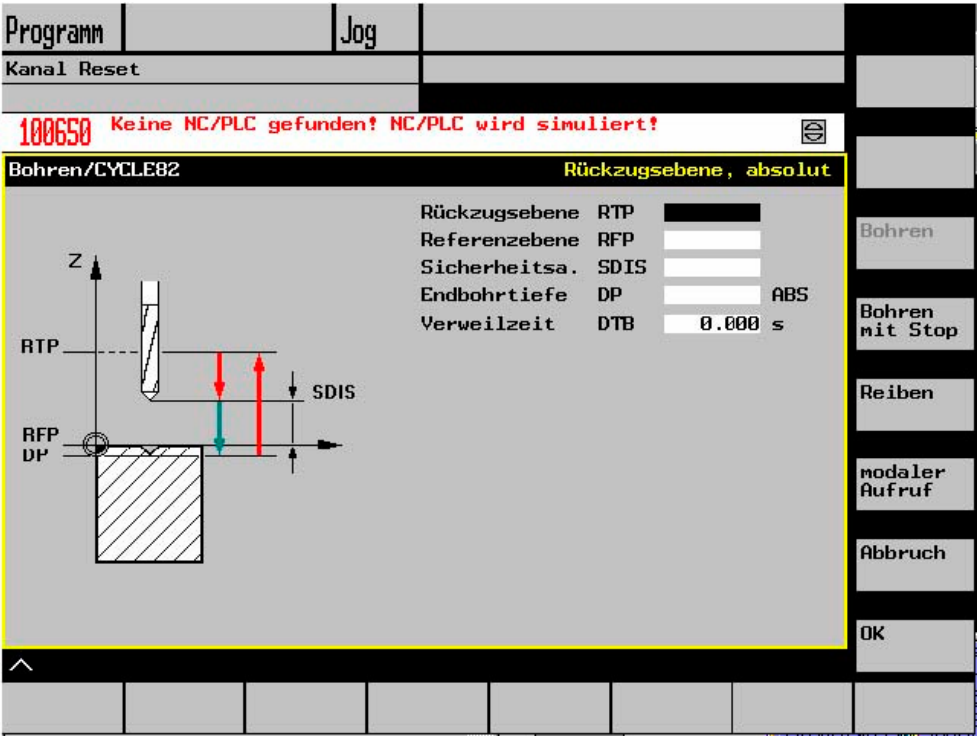 Programm
Jog
Kanal Reset
100650 Keine NC/PLC gefunden! NC/PLC wird simuliert!
Bohren/CYCLE82 Rückzugsebene, absolut
Rückzugsebene RTP
Referenzebene RFP
Sicherheitsa. SDIS
Endbohrtiefe DP ABS
Verweilzeit DTB 0.000 s
Z
RTP
SDIS
RFP
DP
Bohren
Bohren
mit Stop
Reiben
modaler
Aufruf
Abbruch
OK